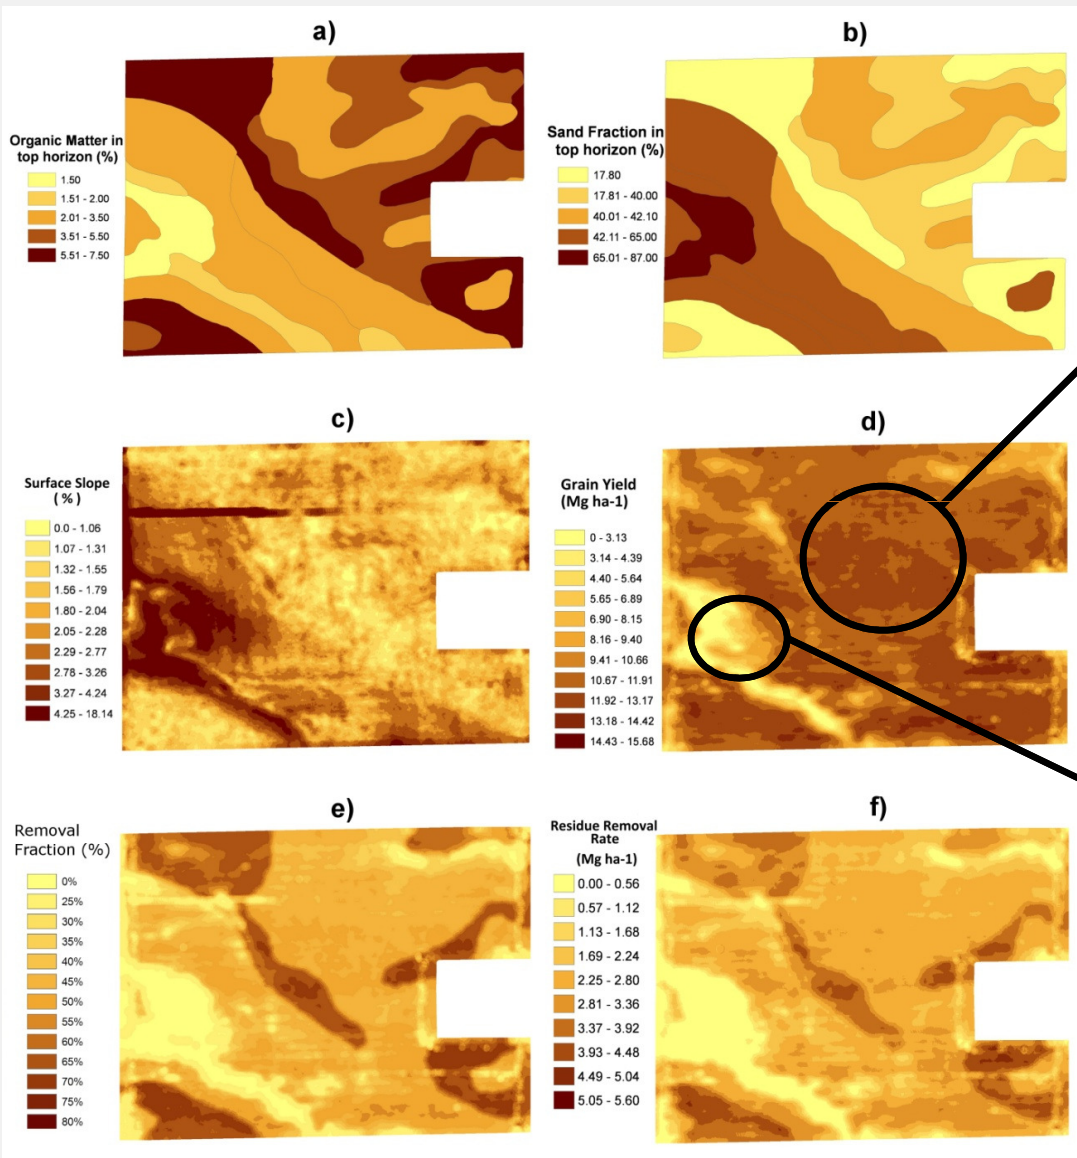 a)
Organic Matter in
top horizon (%)
1.50
1.51 - 2.00
2.01 - 3.50
3.51 - 5.50
5.51 - 7.50
b)
Sand Fraction in
top horizon (%)
17.80
17.81 - 40.00
40.01 - 42.10
42.11 - 65.00
65.01 - 87.00
c)
Surface Slope
( % )
0.0 - 1.06
1.07 - 1.31
1.32 - 1.55
1.56 - 1.79
1.80 - 2.04
2.05 - 2.28
2.29 - 2.77
2.78 - 3.26
3.27 - 4.24
4.25 - 18.14
d)
Grain Yield
(Mg ha-1)
0 - 3.13
3.14 - 4.39
4.40 - 5.64
5.65 - 6.89
6.90 - 8.15
8.16 - 9.40
9.41 - 10.66
10.67 - 11.91
11.92 - 13.17
13.18 - 14.42
14.43 - 15.68
e)
Removal
Fraction (%)
0%
25%
30%
35%
40%
45%
50%
55%
60%
65%
70%
75%
80%
f)
Residue Removal
Rate
(Mg ha-1)
0.00 - 0.56
0.57 - 1.12
1.13 - 1.68
1.69 - 2.24
2.25 - 2.80
2.81 - 3.36
3.37 - 3.92
3.93 - 4.48
4.49 - 5.04
5.05 - 5.60